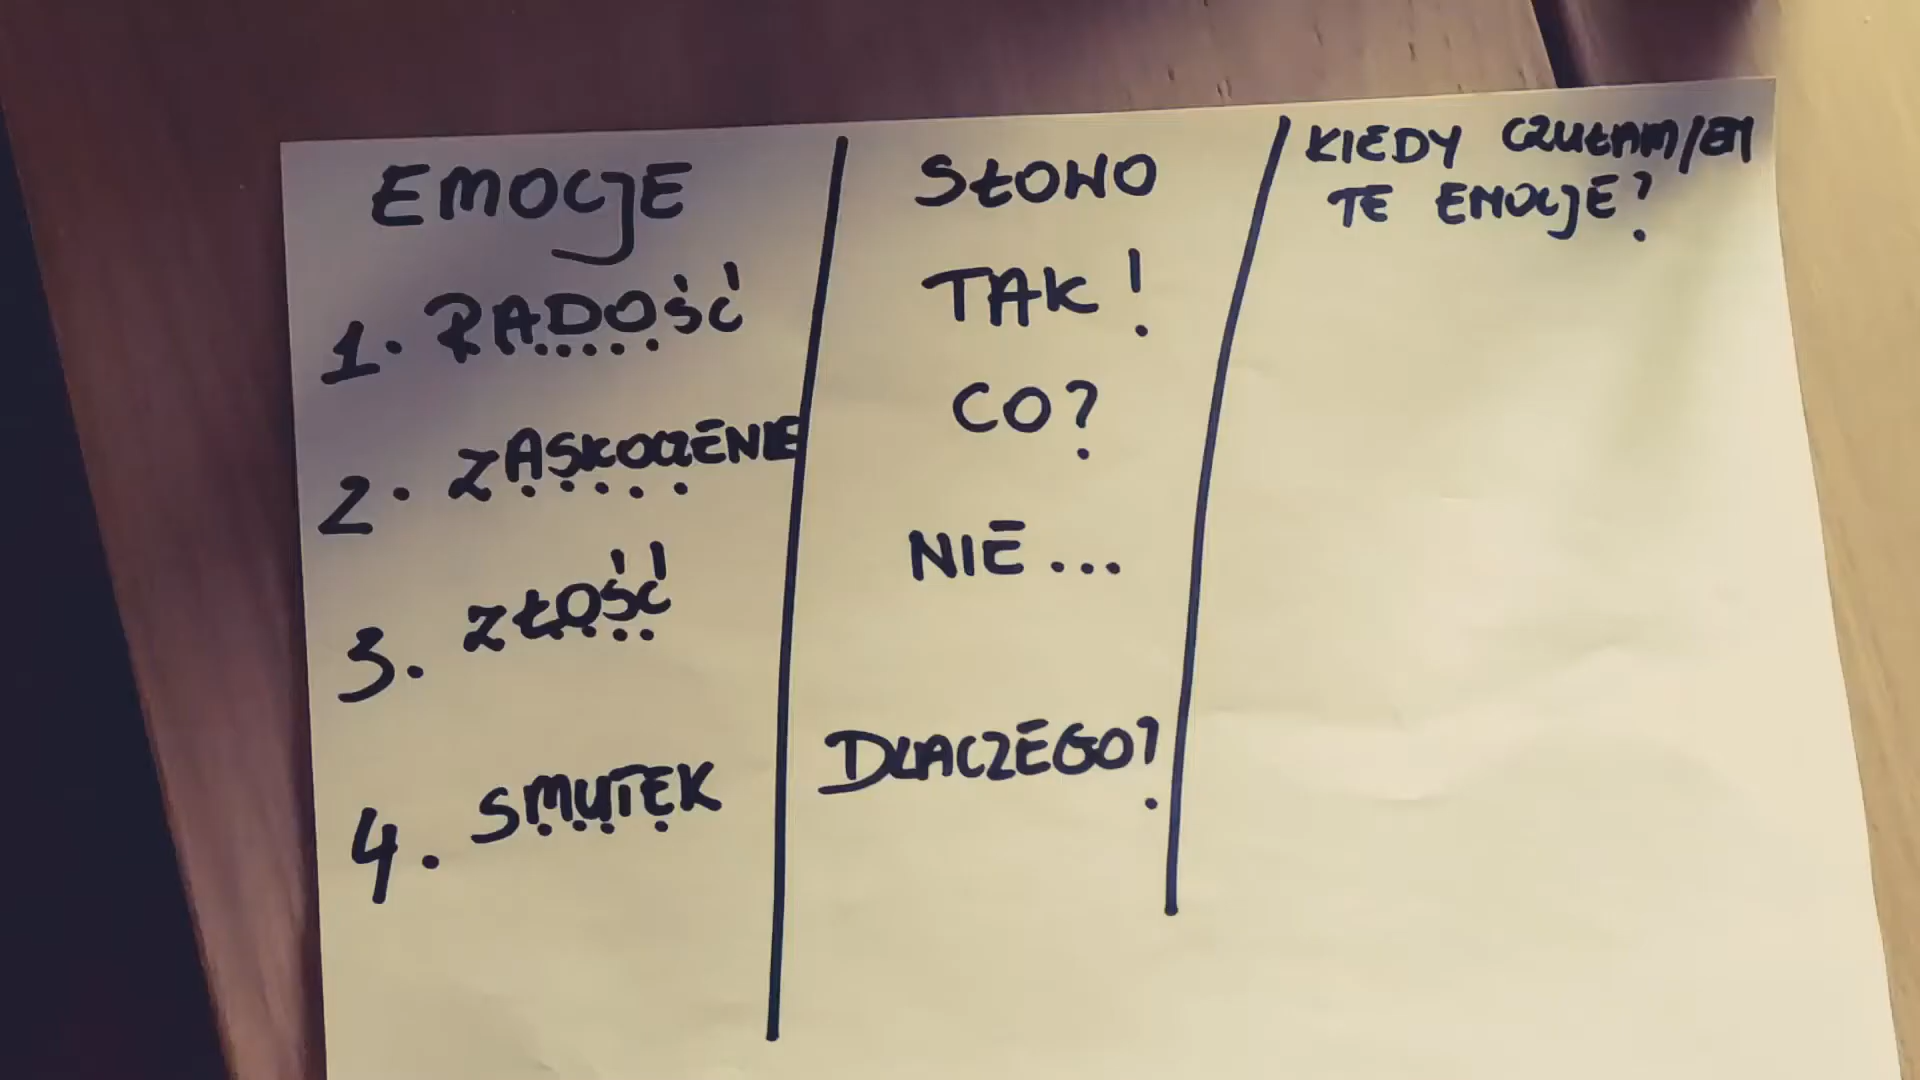 EMOCJE
1. RADOŚĆ
2. ZASKOCZENIE
3. ZŁOŚĆ
4. SMUTEK
SŁOWO
TAK!
CO?
NIE...
DLACZEGO?
KIEDY CZUŁAM/EM
TE EMOCJE?